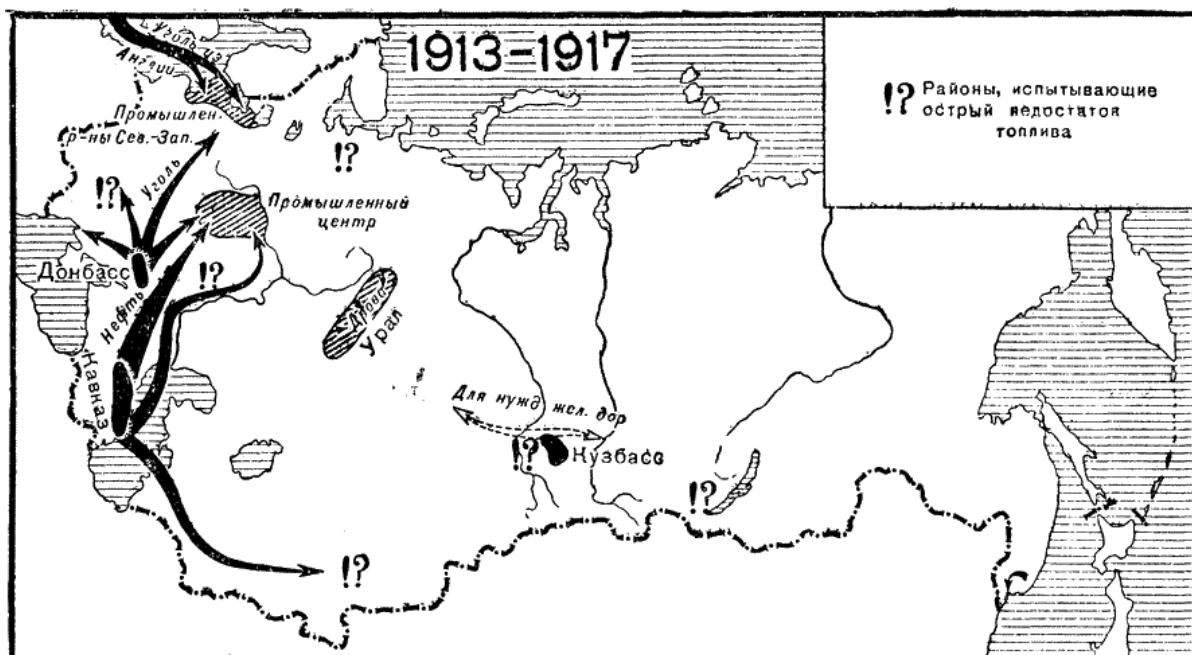 1913-1917
Уголь из
Англии
Промышлен.
р-ны Сев.-Зап.
!?
!?
Уголь
Промышленный
центр
Донбасс
!?
Нефть
Дрова
Урал
Кавказ
Для нужд жел. дор
!?
Кузбасс
!?
!?
!? Районы, испытывающие
острый недостаток
топлива